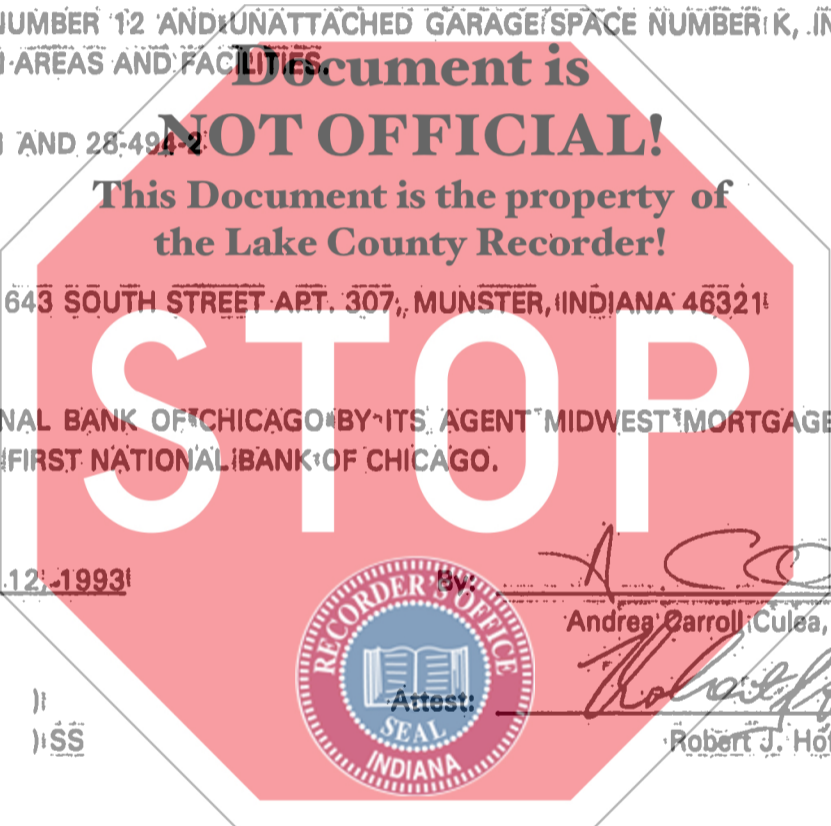 NUMBER 12 AND UNATTACHED GARAGE SPACE NUMBER K, IN
AREAS AND FACILITIES.
Document is
NOT OFFICIAL!
AND 28-494-2
This Document is the property of
the Lake County Recorder!
643 SOUTH STREET APT. 307, MUNSTER, INDIANA 46321
STOP
NAL BANK OF CHICAGO BY ITS AGENT MIDWEST MORTGAGE
FIRST NATIONAL BANK OF CHICAGO.
12, 1993 By:
Andrea Carroll Culea,
RECORDER'S OFFICE
SEAL
INDIANA
Attest:
)
) SS
Robert J. Hof